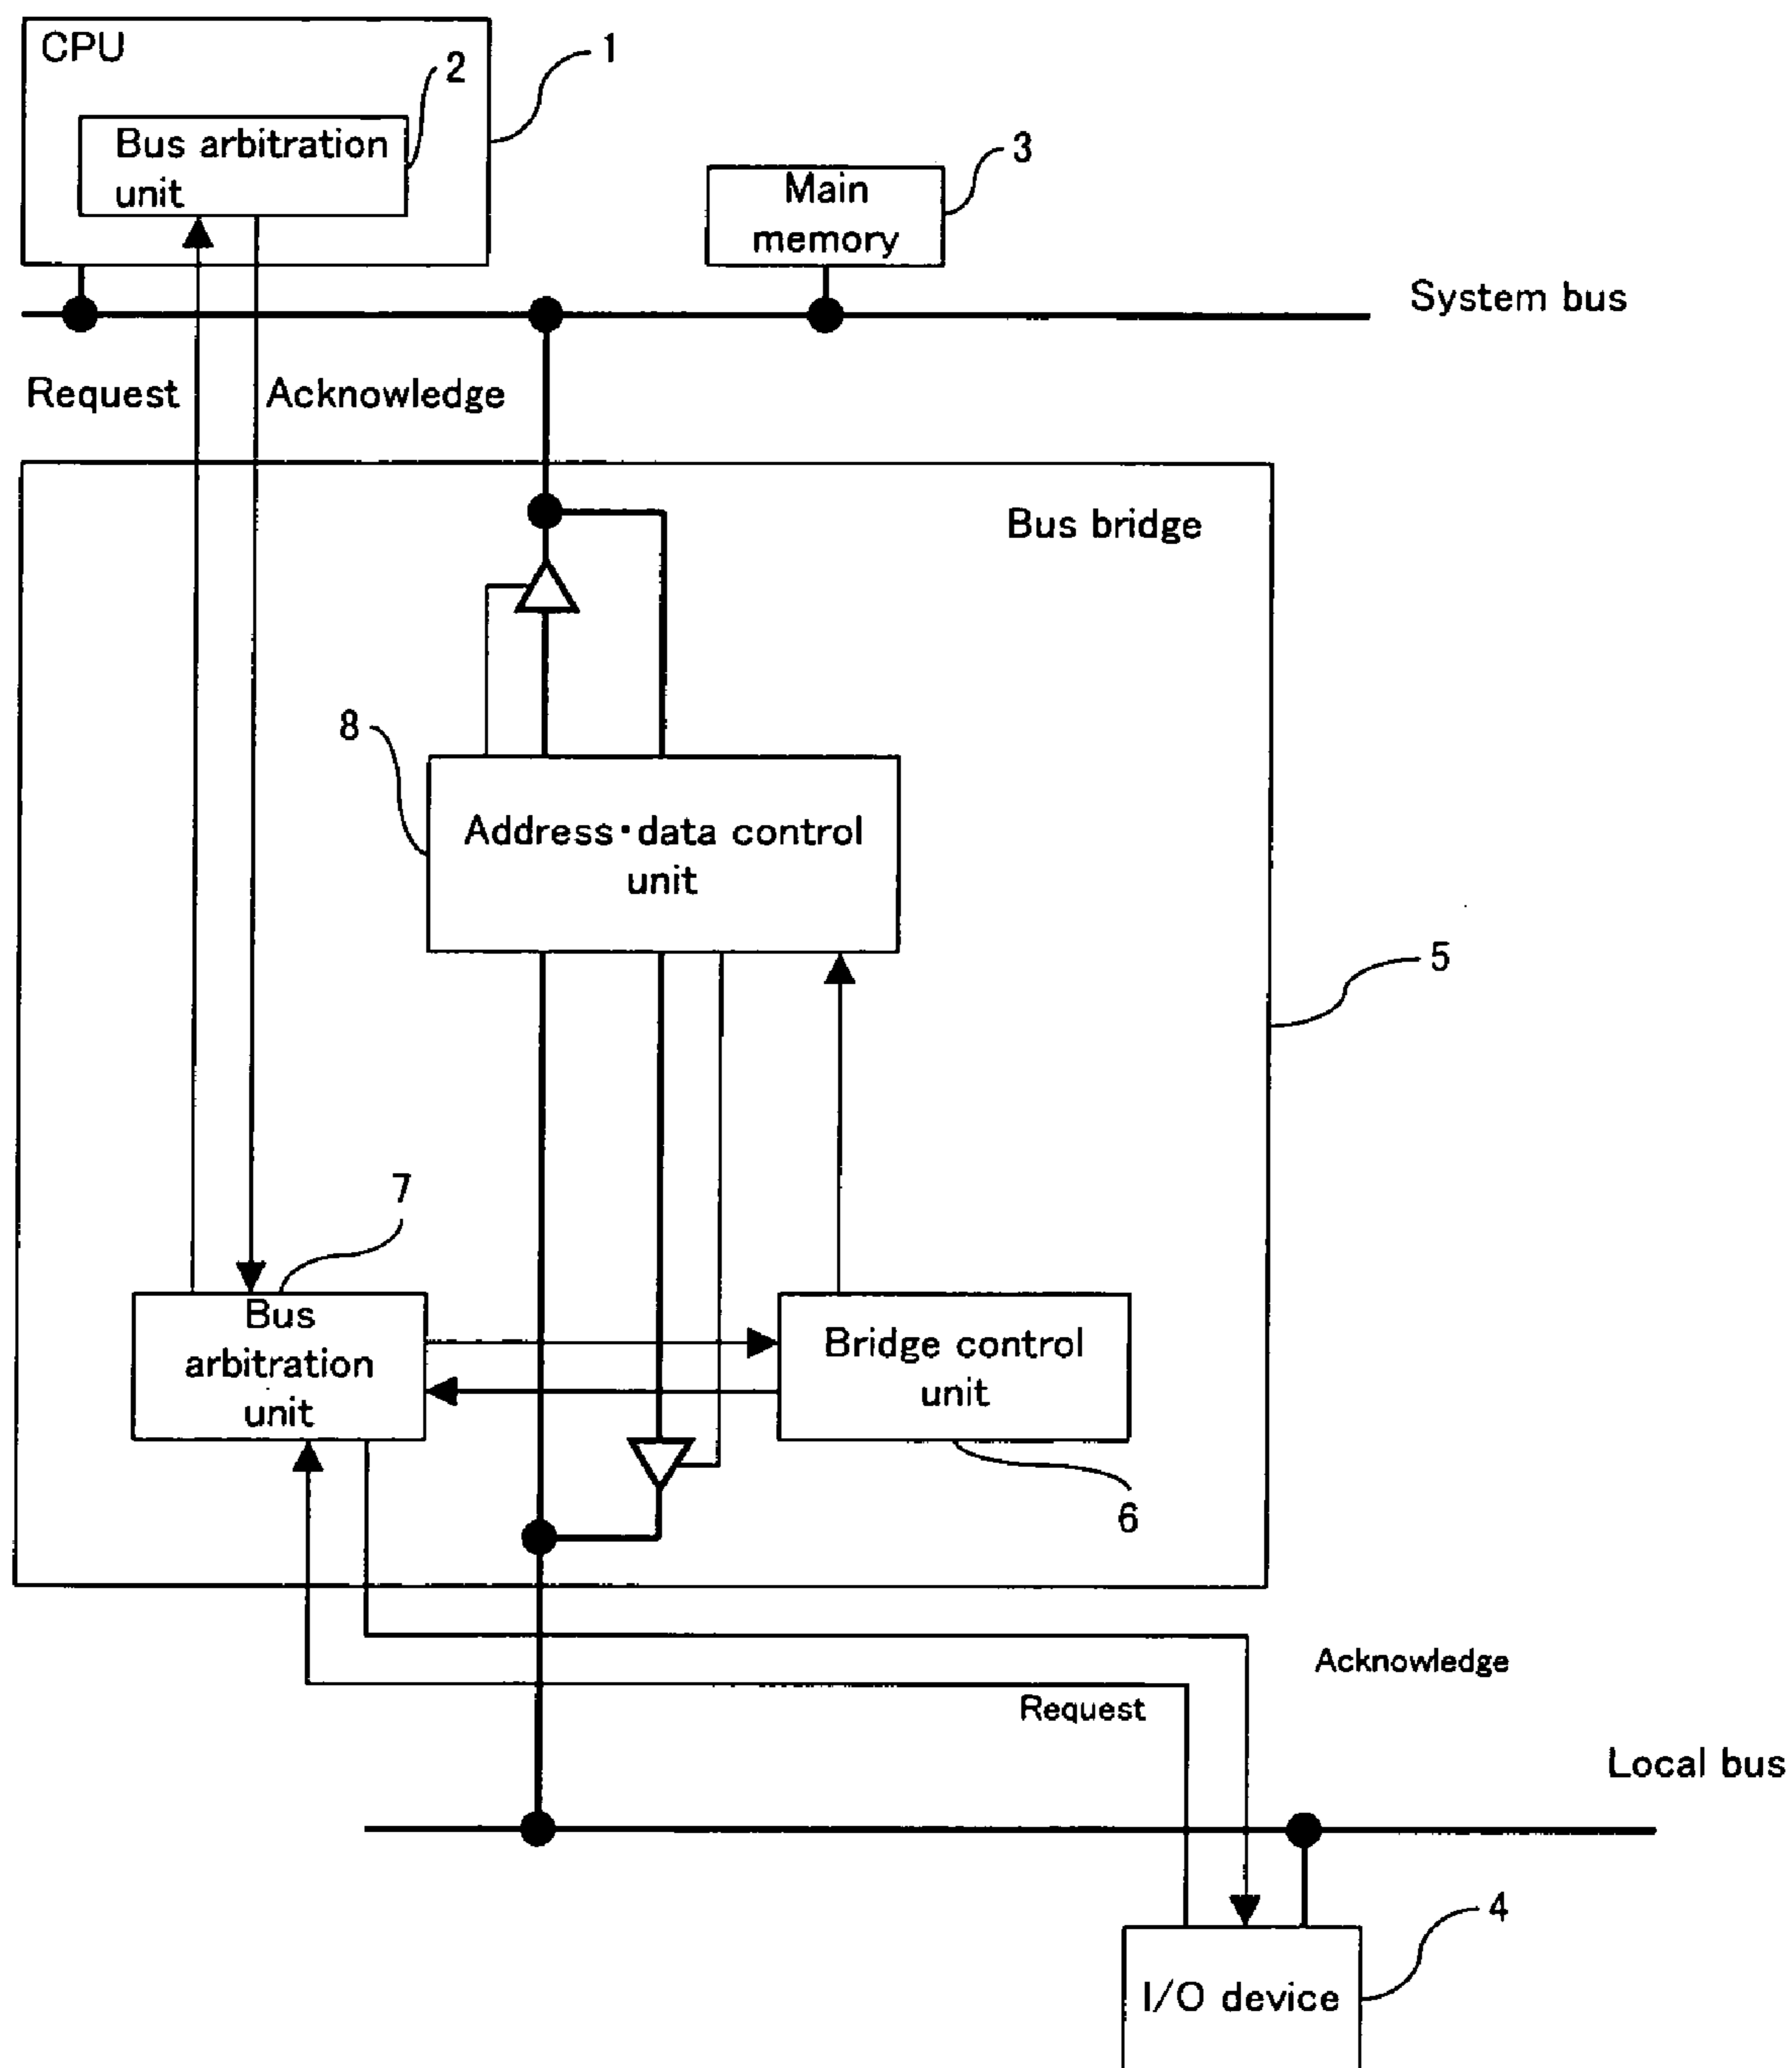 CPU
1
2
Bus arbitration
unit
3
Main
memory
System bus
Request
Acknowledge
Bus bridge
8
Address・data control
unit
5
7
Bus
arbitration
unit
Bridge control
unit
6
Acknowledge
Request
Local bus
4
I/O device